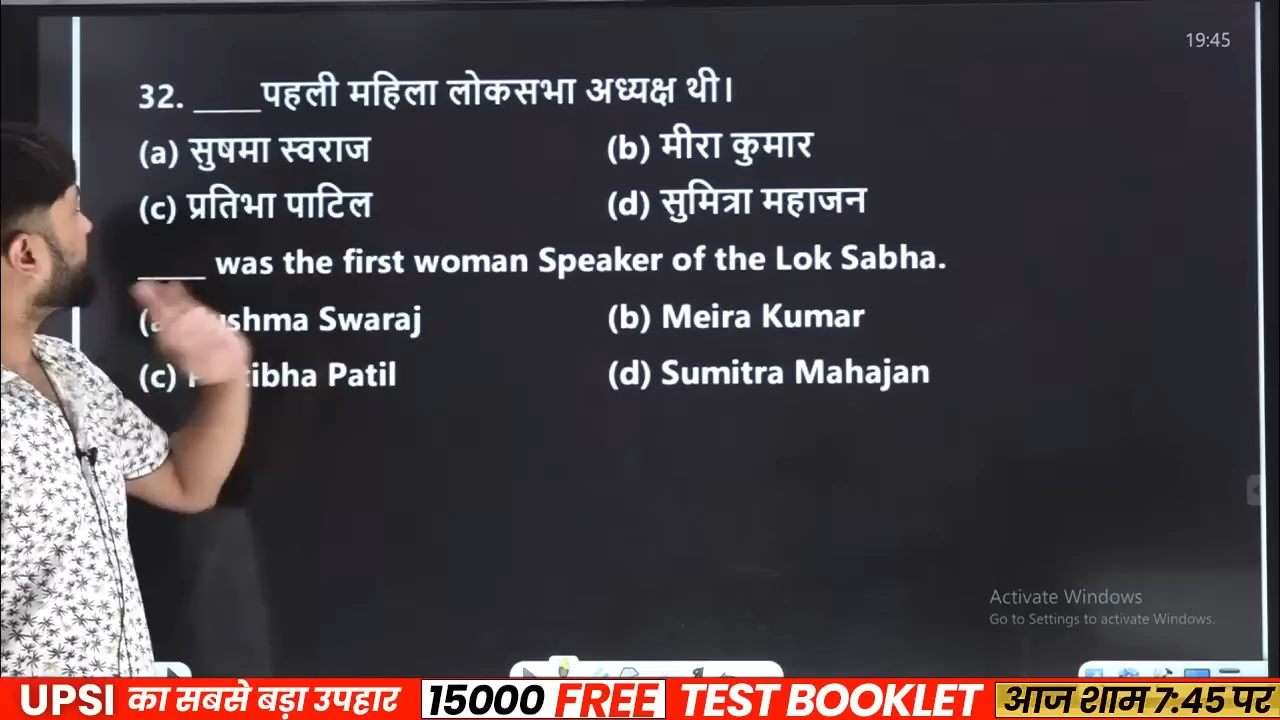 19:45
32. ____पहली महिला लोकसभा अध्यक्ष थी।
(a) सुषमा स्वराज (b) मीरा कुमार
(c) प्रतिभा पाटिल (d) सुमित्रा महाजन
____ was the first woman Speaker of the Lok Sabha.
Swaraj (b) Meira Kumar
(c) Patil (d) Sumitra Mahajan
Activate Windows
Go to Settings to activate Windows.
UPSI का सबसे बड़ा उपहार 15000 FREE TEST BOOKLET आज शाम 7:45 पर